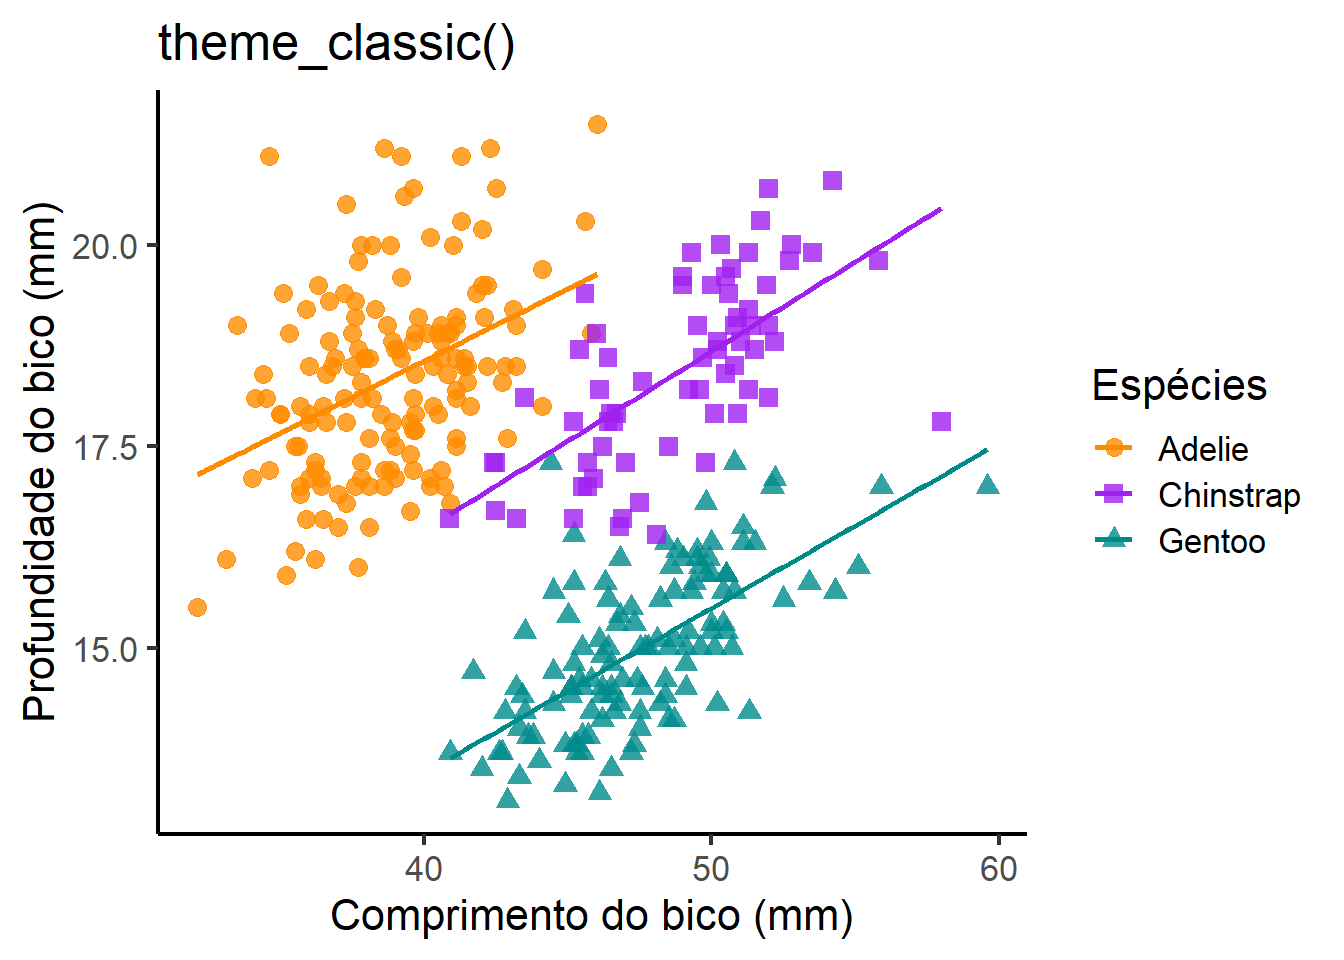 theme_classic()
Profundidade do bico (mm)
20.0
17.5
15.0
40
50
60
Comprimento do bico (mm)
Espécies
Adelie
Chinstrap
Gentoo